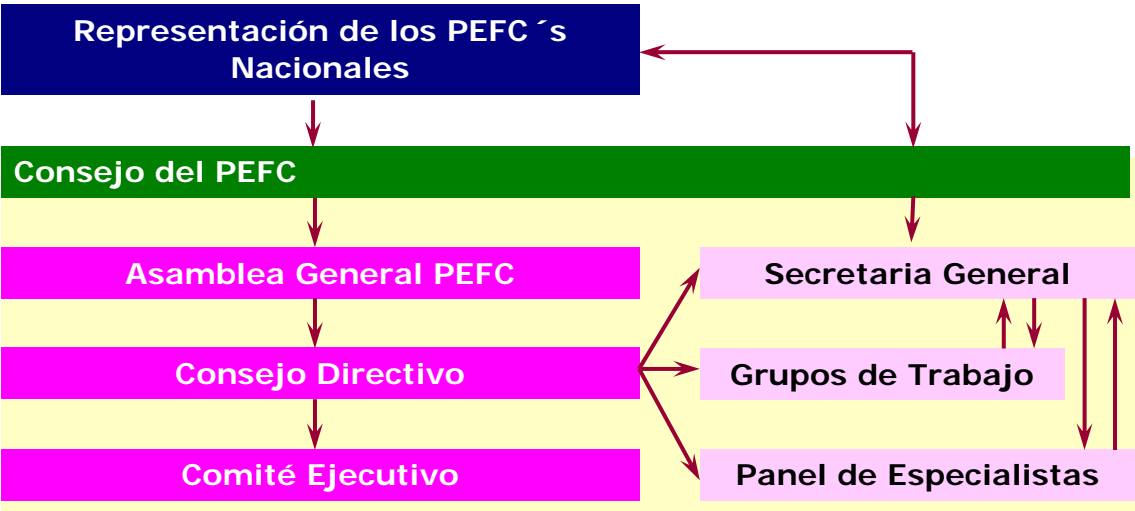 Representación de los PEFC ´s
Nacionales
Consejo del PEFC
Asamblea General PEFC
Secretaria General
Consejo Directivo
Grupos de Trabajo
Comité Ejecutivo
Panel de Especialistas